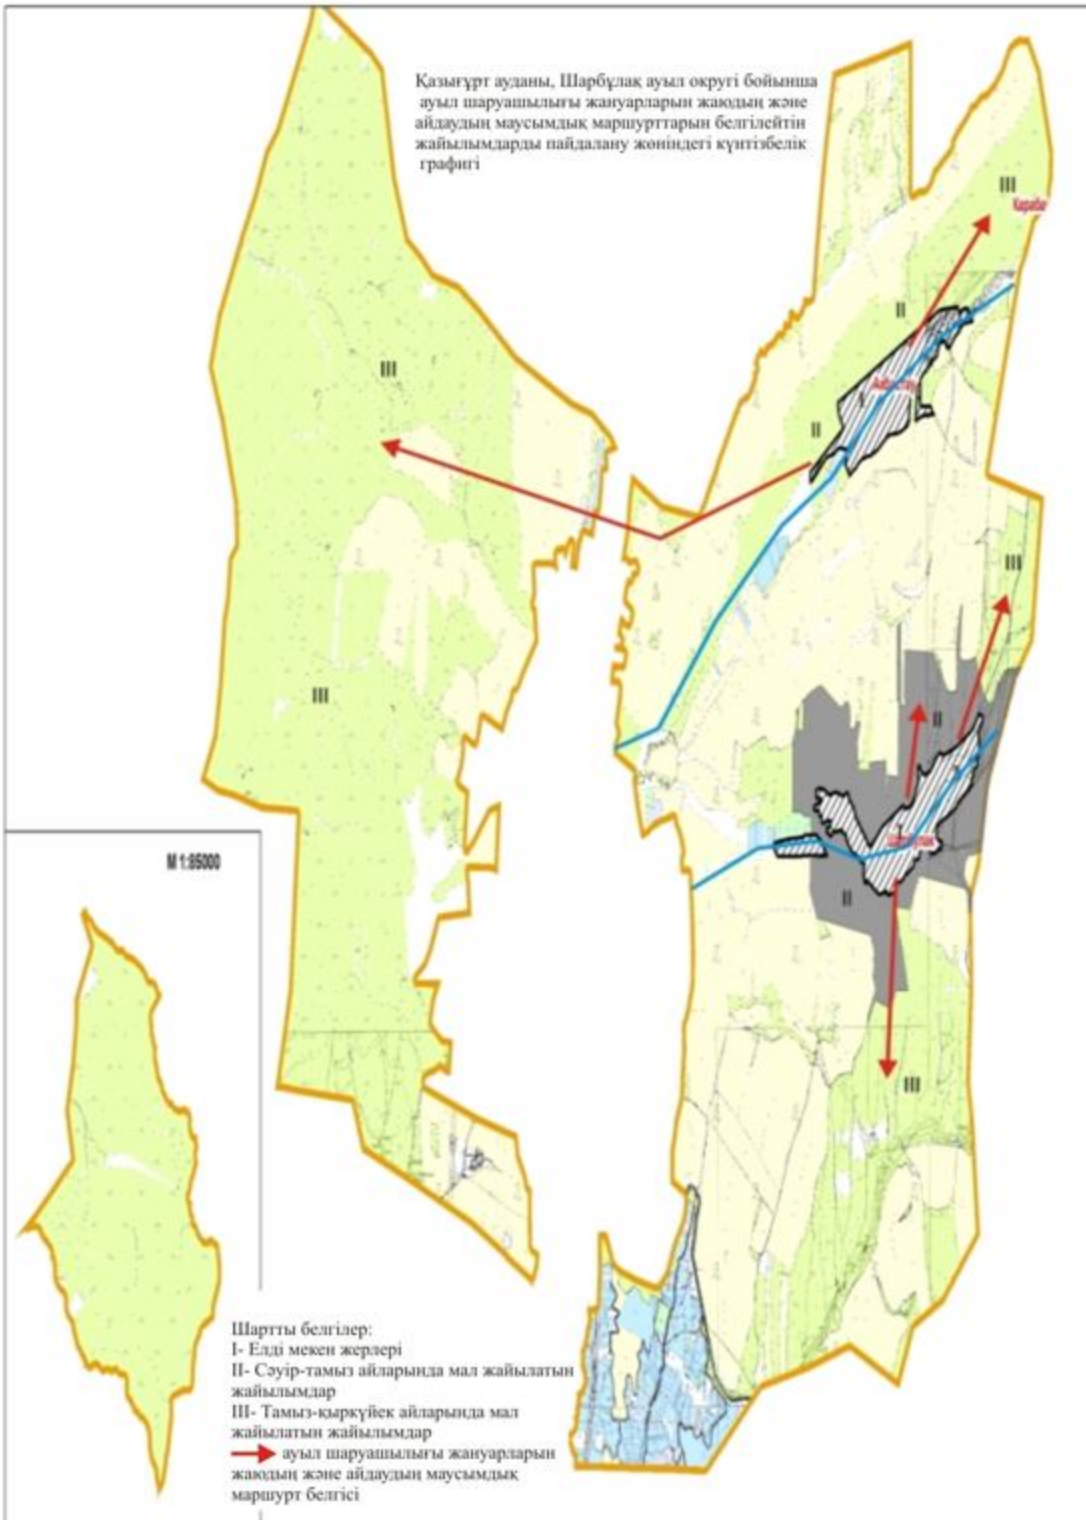 Қазығұрт ауданы, Шарбұлақ ауыл округі бойынша
ауыл шаруашылығы жануарларын жаюдың және
айдаудың маусымдық маршурттарын белгілейтін
жайылымдарды пайдалану жөніндегі күнтізбелік
графигі
III
Карабау
II
III
II
III
III
II
М 1:85000
II
III
Шартты белгілер:
I- Елді мекен жерлері
II- Сәуір-тамыз айларында мал жайылатын
жайылымдар
III- Тамыз-қыркүйек айларында мал
жайылатын жайылымдар
ауыл шаруашылығы жануарларын
жаюдың және айдаудың маусымдық
маршурт белгісі